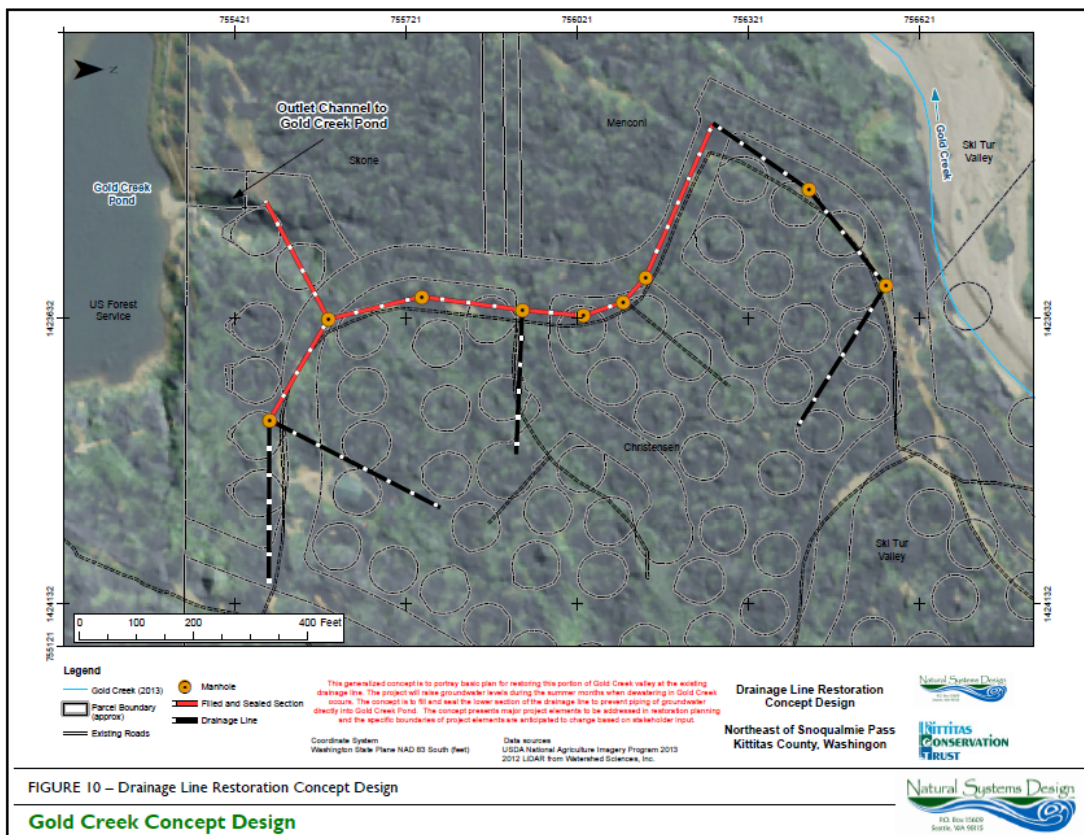 755421 755721 756021 756321 756621
N
Outlet Channel to
Gold Creek Pond
Skone
Menconi
Gold Creek
Ski Tur
Valley
Gold Creek
Pond
US Forest
Service
1423632
1423632
Christensen
Ski Tur
Valley
1424132
1424132
755121
0 100 200 400 Feet
Legend
Gold Creek (2013)
Parcel Boundary
(approx)
Existing Roads
Manhole
Filled and Sealed Section
Drainage Line
This generalized concept is to portray basic plan for restoring this portion of Gold Creek valley at the existing
drainage line. The project will raise groundwater levels during the summer months when dewatering in Gold Creek
occurs. The concept is to fill and seal the lower section of the drainage line to prevent piping of groundwater
directly into Gold Creek Pond. The concept presents major project elements to be addressed in restoration planning
and the specific boundaries of project elements are anticipated to change based on stakeholder input.
Coordinate System
Washington State Plane NAD 83 South (feet)
Data sources
USDA National Agriculture Imagery Program 2013
2012 LiDAR from Watershed Sciences, Inc.
Drainage Line Restoration
Concept Design
Northeast of Snoqualmie Pass
Kittitas County, Washingon
Natural Systems Design
KITTITAS
CONSERVATION
TRUST
FIGURE 10 – Drainage Line Restoration Concept Design
Gold Creek Concept Design
Natural Systems Design
P.O. Box 15609
Seattle, WA 98115